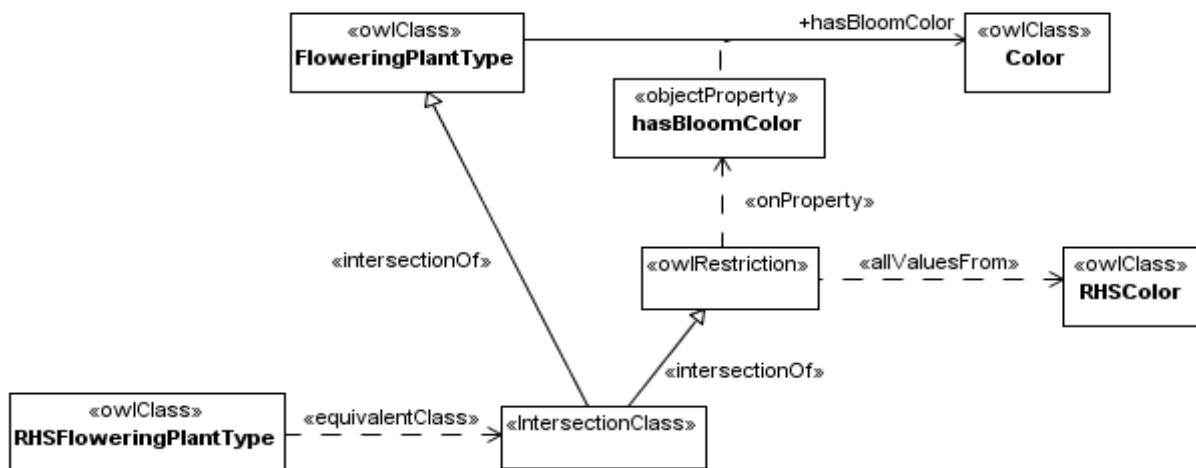 «owlClass»
FloweringPlantType
+hasBloomColor
«owlClass»
Color
«objectProperty»
hasBloomColor
«onProperty»
«intersectionOf»
«owlRestriction»
«allValuesFrom»
«owlClass»
RHSColor
«intersectionOf»
«owlClass»
RHSFloweringPlantType
«equivalentClass»
«IntersectionClass»